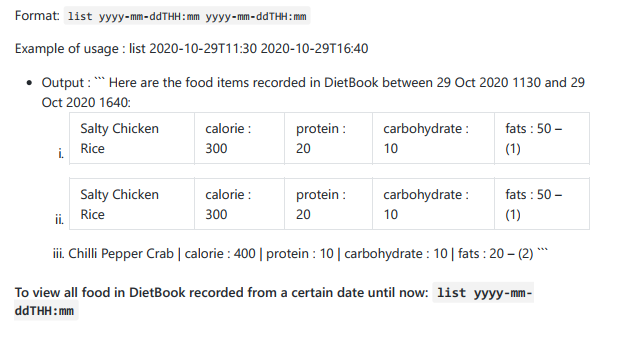 Format: list yyyy-mm-ddTHH:mm yyyy-mm-ddTHH:mm
Example of usage : list 2020-10-29T11:30 2020-10-29T16:40
• Output : ``` Here are the food items recorded in DietBook between 29 Oct 2020 1130 and 29
Oct 2020 1640:
i. Salty Chicken Rice calorie : 300 protein : 20 carbohydrate : 10 fats : 50 – (1)
ii. Salty Chicken Rice calorie : 300 protein : 20 carbohydrate : 10 fats : 50 – (1)
iii. Chilli Pepper Crab | calorie : 400 | protein : 10 | carbohydrate : 10 | fats : 20 – (2) ```
To view all food in DietBook recorded from a certain date until now: list yyyy-mm-
ddTHH:mm